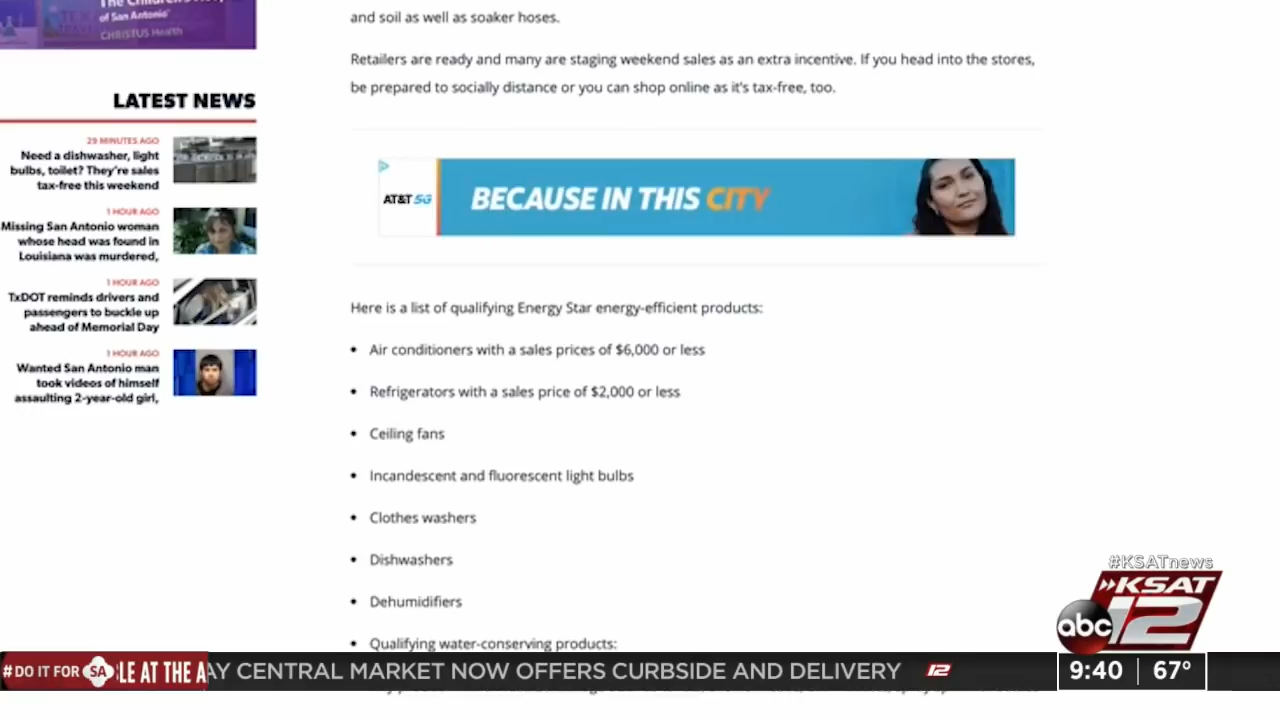 of San Antonio'
CHRISTUS Health
LATEST NEWS
29 MINUTES AGO
Need a dishwasher, light
bulbs, toilet? They're sales
tax-free this weekend
1 HOUR AGO
Missing San Antonio woman
whose head was found in
Louisiana was murdered,
1 HOUR AGO
TxDOT reminds drivers and
passengers to buckle up
ahead of Memorial Day
1 HOUR AGO
Wanted San Antonio man
took videos of himself
assaulting 2-year-old girl,
and soil as well as soaker hoses.
Retailers are ready and many are staging weekend sales as an extra incentive. If you head into the stores,
be prepared to socially distance or you can shop online as it's tax-free, too.
AT&T 5G
BECAUSE IN THIS CITY
Here is a list of qualifying Energy Star energy-efficient products:
• Air conditioners with a sales prices of $6,000 or less
• Refrigerators with a sales price of $2,000 or less
• Ceiling fans
• Incandescent and fluorescent light bulbs
• Clothes washers
• Dishwashers
• Dehumidifiers
• Qualifying water-conserving products:
#KSATnews
KSAT
abc 12
#DO IT FOR SA
LE AT THE A
AY CENTRAL MARKET NOW OFFERS CURBSIDE AND DELIVERY 12
9:40 67°